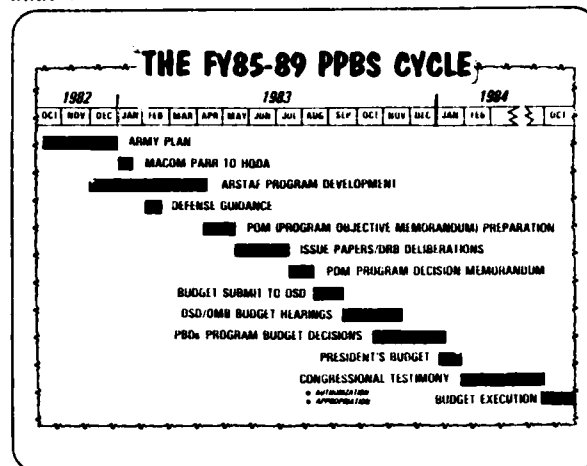 THE FY85-89 PPBS CYCLE
1982 1983 1984
OCT NOV DEC JAN FEB MAR APR MAY JUN JUL AUG SEP OCT NOV DEC JAN FEB OCT
ARMY PLAN
MACOM PARR TO HQDA
ARSTAF PROGRAM DEVELOPMENT
DEFENSE GUIDANCE
POM (PROGRAM OBJECTIVE MEMORANDUM) PREPARATION
ISSUE PAPERS/DRB DELIBERATIONS
PDM PROGRAM DECISION MEMORANDUM
BUDGET SUBMIT TO OSD
OSD/OMB BUDGET HEARINGS
PBDs PROGRAM BUDGET DECISIONS
PRESIDENT'S BUDGET
CONGRESSIONAL TESTIMONY
• AUTHORIZATION
• APPROPRIATION
BUDGET EXECUTION